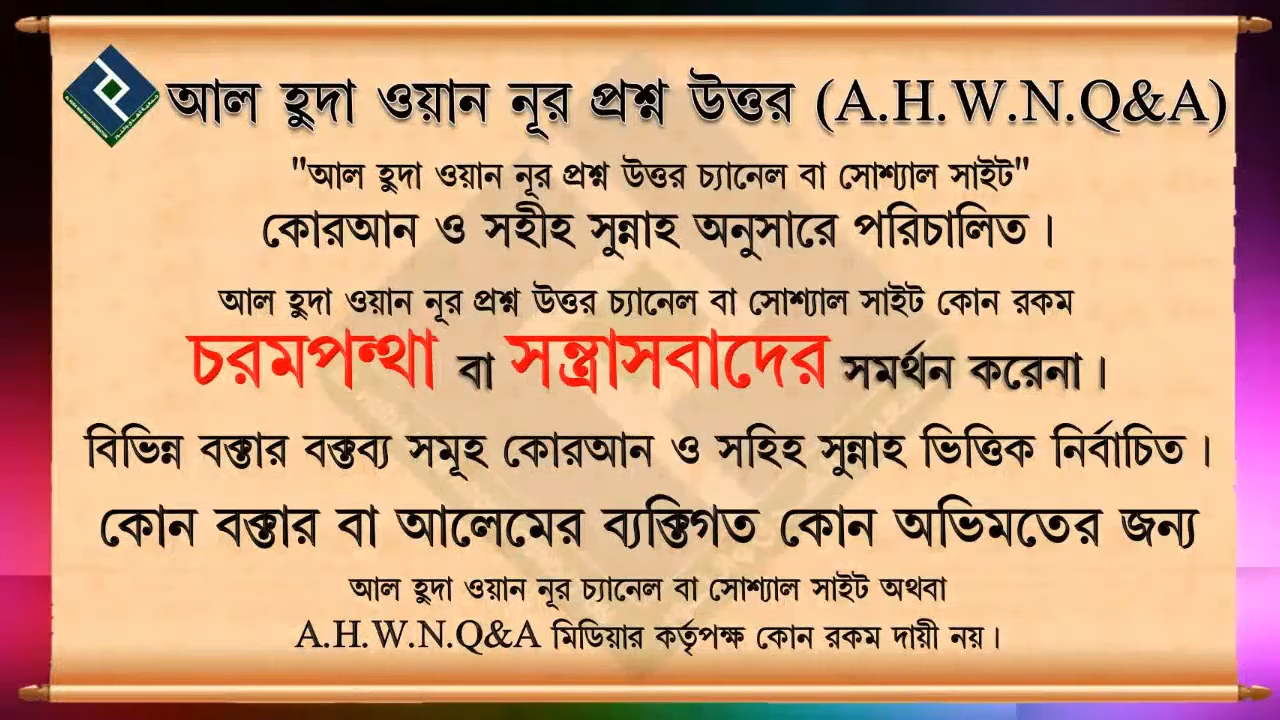 আল হুদা ওয়ান নূর প্রশ্ন উত্তর (A.H.W.N.Q&A)
"আল হুদা ওয়ান নূর প্রশ্ন উত্তর চ্যানেল বা সোশ্যাল সাইট"
কোরআন ও সহীহ সুন্নাহ অনুসারে পরিচালিত।
আল হুদা ওয়ান নূর প্রশ্ন উত্তর চ্যানেল বা সোশ্যাল সাইট কোন রকম
চরমপন্থা বা সন্ত্রাসবাদের সমর্থন করেনা।
বিভিন্ন বক্তার বক্তব্য সমূহ কোরআন ও সহিহ সুন্নাহ ভিত্তিক নির্বাচিত।
কোন বক্তার বা আলেমের ব্যক্তিগত কোন অভিমতের জন্য
আল হুদা ওয়ান নূর চ্যানেল বা সোশ্যাল সাইট অথবা
A.H.W.N.Q&A মিডিয়ার কর্তৃপক্ষ কোন রকম দায়ী নয়।